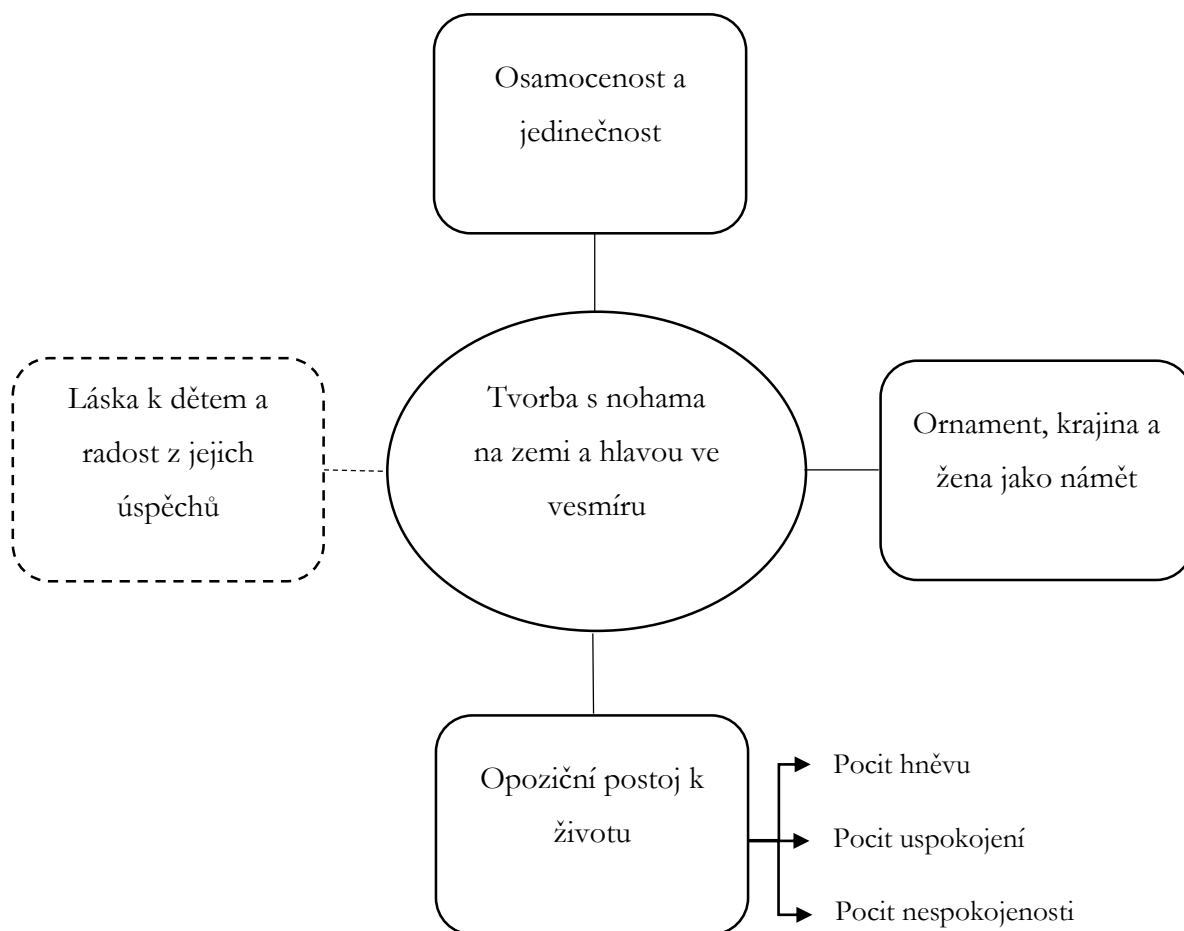 Osamocenost a
jedinečnost
Láska k dětem a
radost z jejich
úspěchů
Tvorba s nohama
na zemi a hlavou ve
vesmíru
Ornament, krajina a
žena jako námět
Opoziční postoj k
životu
Pocit hněvu
Pocit uspokojení
Pocit nespokojenosti